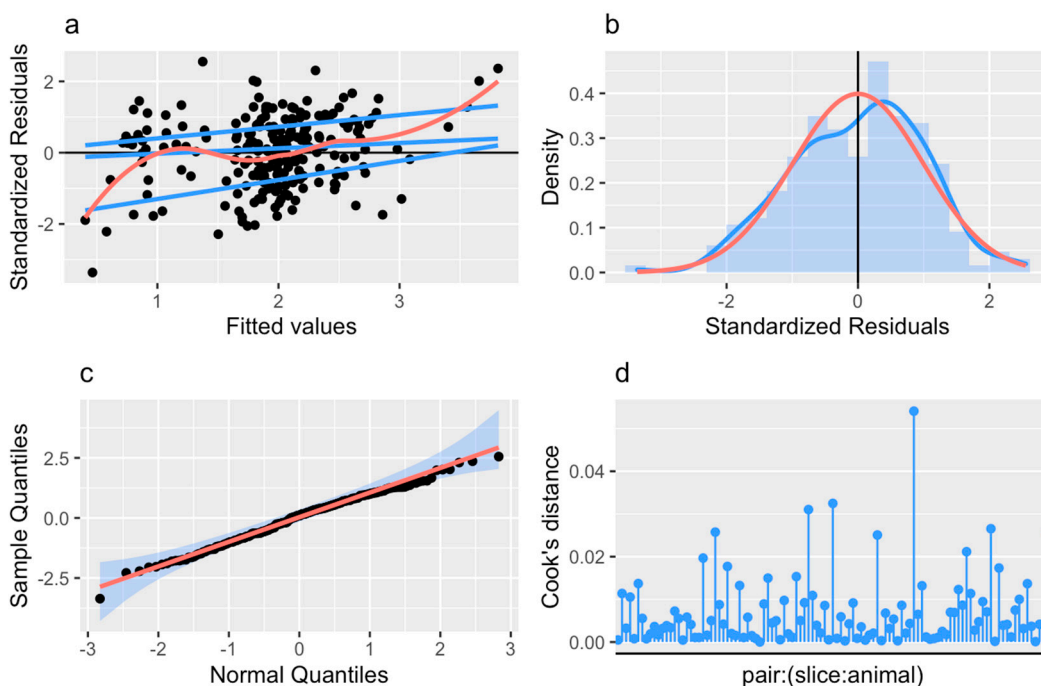 a
Standardized Residuals
2
0
-2
1
2
3
Fitted values
b
Density
0.4
0.3
0.2
0.1
0.0
-2
0
2
Standardized Residuals
c
Sample Quantiles
2.5
0.0
-2.5
-3
-2
-1
0
1
2
3
Normal Quantiles
d
Cook's distance
0.04
0.02
0.00
pair:(slice:animal)